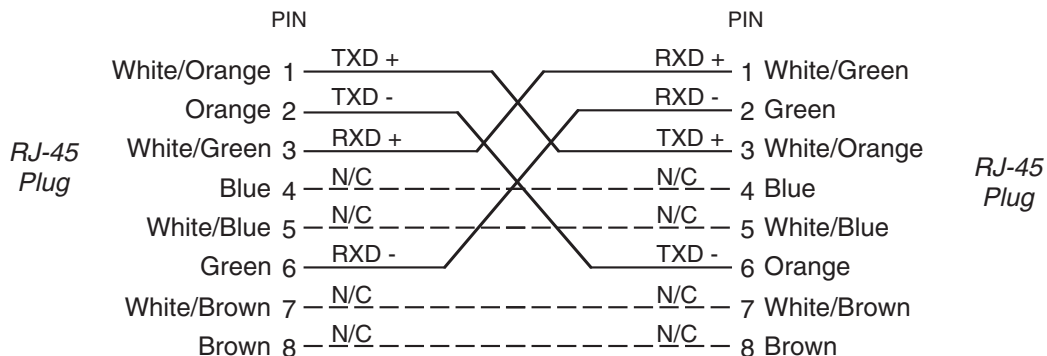 PIN PIN
White/Orange 1 TXD + RXD + 1 White/Green
Orange 2 TXD - RXD - 2 Green
White/Green 3 RXD + TXD + 3 White/Orange
RJ-45 Plug
Blue 4 N/C N/C 4 Blue
RJ-45 Plug
White/Blue 5 N/C N/C 5 White/Blue
Green 6 RXD - TXD - 6 Orange
White/Brown 7 N/C N/C 7 White/Brown
Brown 8 N/C N/C 8 Brown